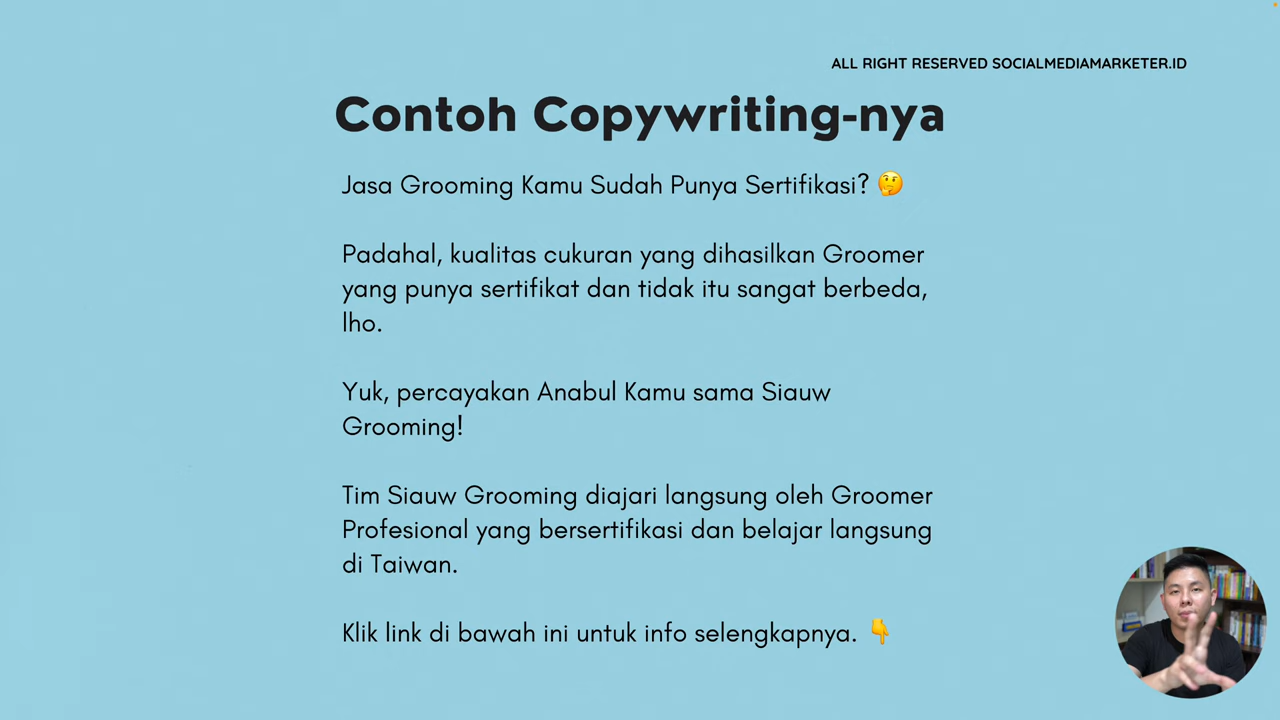 ALL RIGHT RESERVED SOCIALMEDIAMARKETER.ID
Contoh Copywriting-nya
Jasa Grooming Kamu Sudah Punya Sertifikasi? 🤔
Padahal, kualitas cukuran yang dihasilkan Groomer
yang punya sertifikat dan tidak itu sangat berbeda,
lho.
Yuk, percayakan Anabul Kamu sama Siauw
Grooming!
Tim Siauw Grooming diajari langsung oleh Groomer
Profesional yang bersertifikasi dan belajar langsung
di Taiwan.
Klik link di bawah ini untuk info selengkapnya. 👇